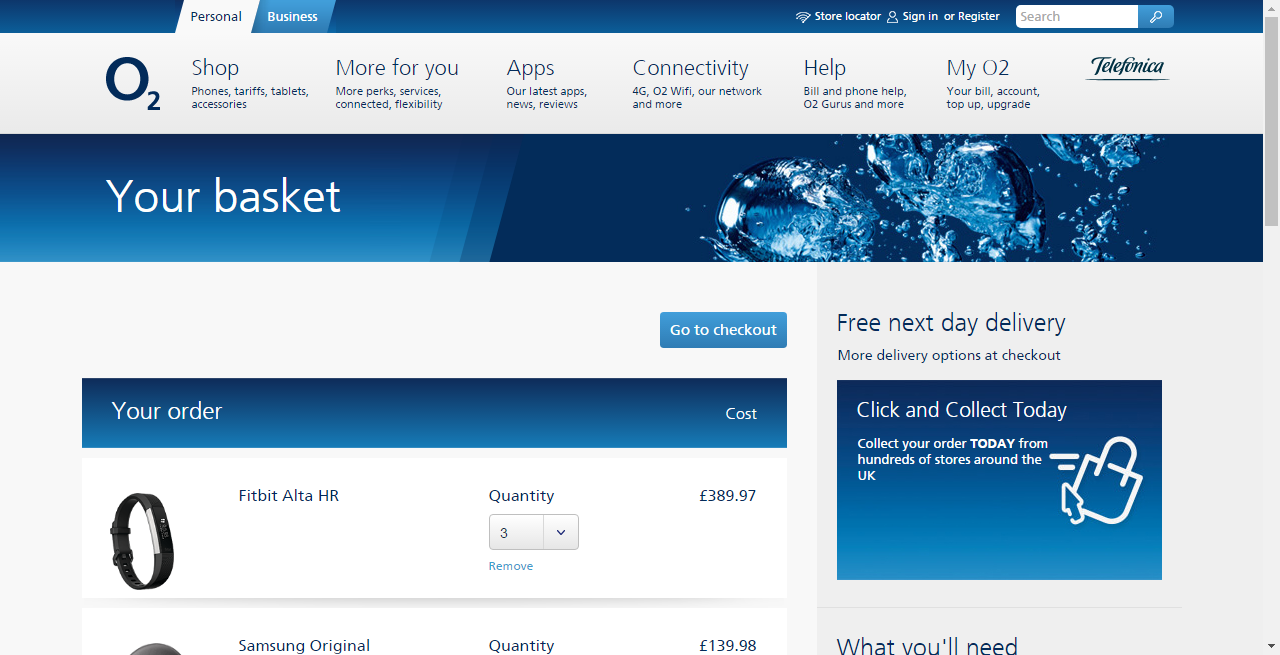 Personal
Business
Store locator
Sign in or Register
Search
O2
Shop
Phones, tariffs, tablets,
accessories
More for you
More perks, services,
connected, flexibility
Apps
Our latest apps,
news, reviews
Connectivity
4G, O2 Wifi, our network
and more
Help
Bill and phone help,
O2 Gurus and more
My O2
Your bill, account,
top up, upgrade
Telefónica
Your basket
Go to checkout
Your order
Cost
Fitbit Alta HR
Quantity
£389.97
3
Remove
Samsung Original
Quantity
£139.98
Free next day delivery
More delivery options at checkout
Click and Collect Today
Collect your order TODAY from
hundreds of stores around the
UK
What you'll need